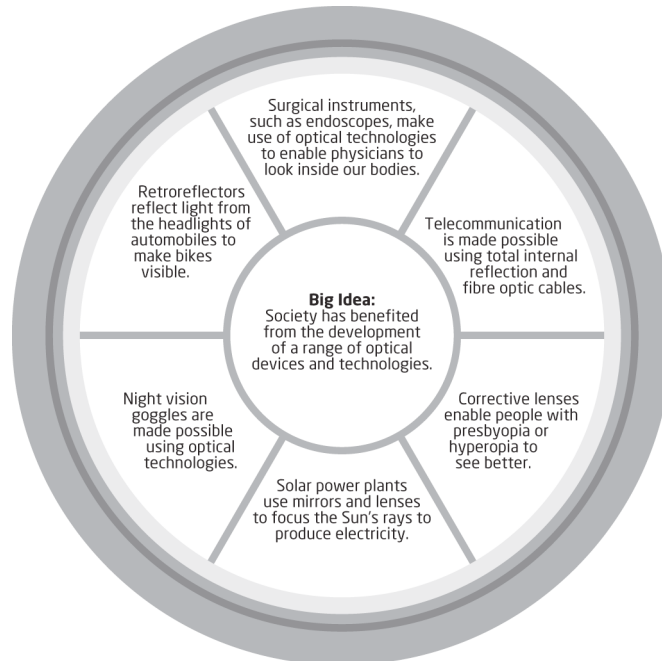 Surgical instruments,
such as endoscopes, make
use of optical technologies
to enable physicians to
look inside our bodies.
Retroreflectors
reflect light from
the headlights of
automobiles to
make bikes
visible.
Telecommunication
is made possible
using total internal
reflection and
fibre optic cables.
Big Idea:
Society has benefited
from the development
of a range of optical
devices and technologies.
Night vision
goggles are
made possible
using optical
technologies.
Corrective lenses
enable people with
presbyopia or
hyperopia to
see better.
Solar power plants
use mirrors and lenses
to focus the Sun's rays to
produce electricity.